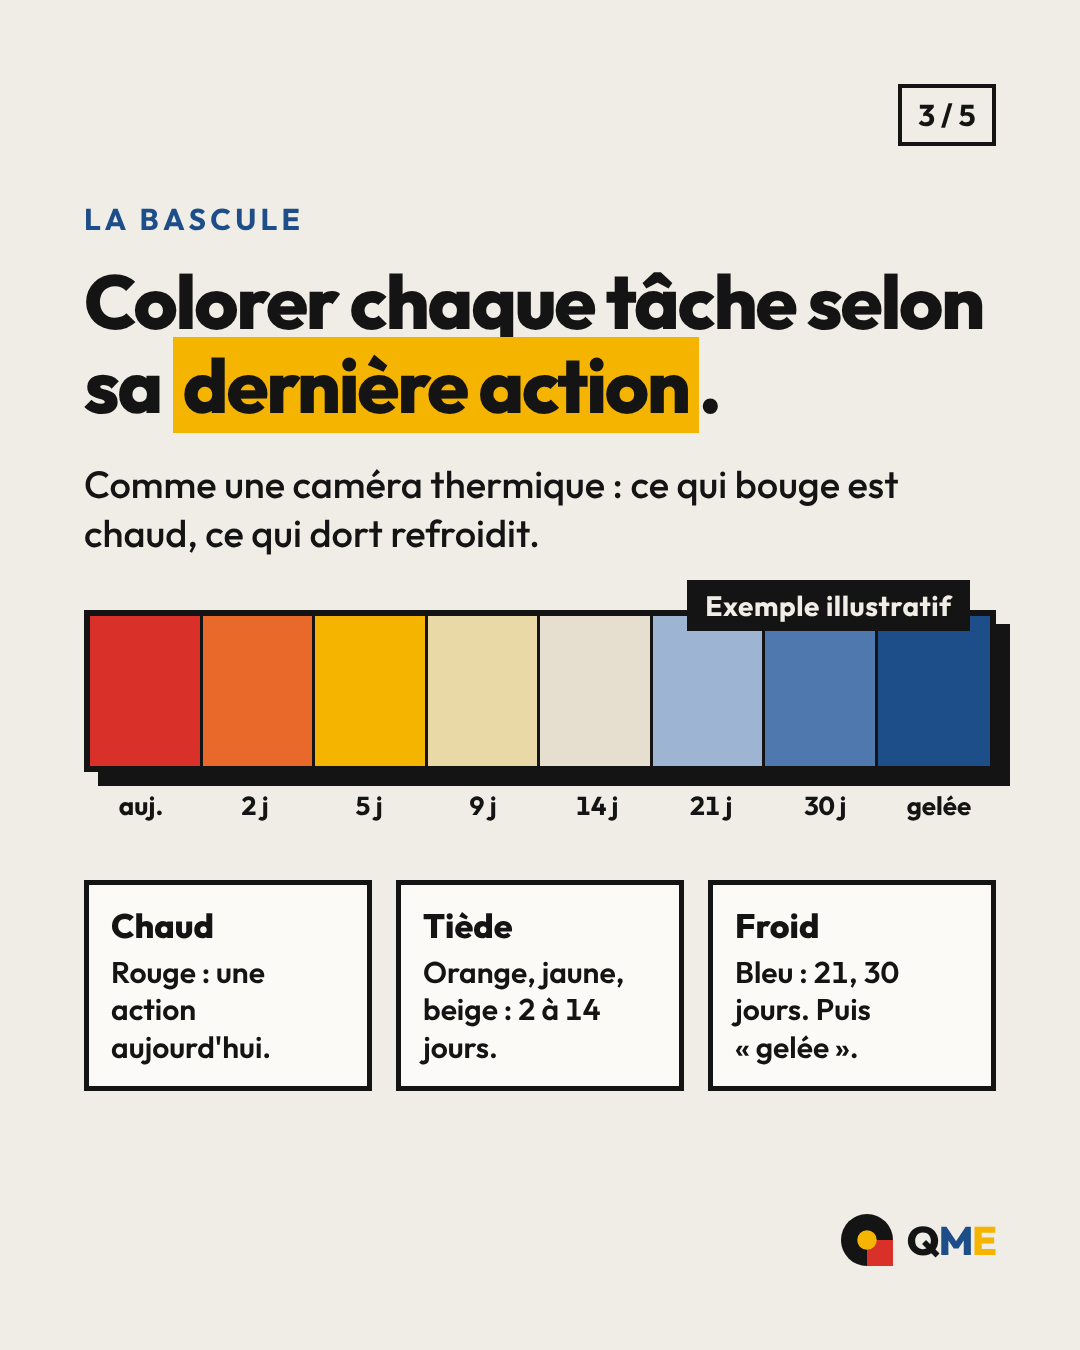 3 / 5
LA BASCULE
Colorer chaque tâche selon
sa dernière action.
Comme une caméra thermique : ce qui bouge est
chaud, ce qui dort refroidit.
Exemple illustratif
auj. 2 j 5 j 9 j 14 j 21 j 30 j gelée
Chaud
Rouge : une
action
aujourd'hui.
Tiède
Orange, jaune,
beige : 2 à 14
jours.
Froid
Bleu : 21, 30
jours. Puis
« gelée ».
QME